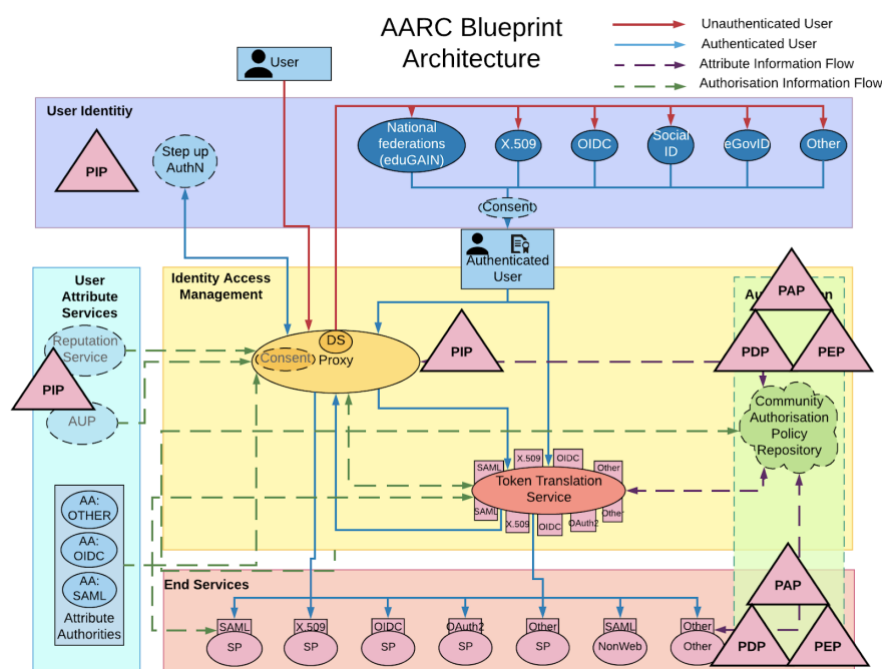 AARC Blueprint
Architecture
Unauthenticated User
Authenticated User
Attribute Information Flow
Authorisation Information Flow
User
User Identitiy
PIP
Step up
AuthN
National
federations
(eduGAIN)
X.509
OIDC
Social
ID
eGovID
Other
Consent
Authenticated
User
User
Attribute
Services
Reputation
Service
PIP
AUP
AA:
OTHER
AA:
OIDC
AA:
SAML
Attribute
Authorities
Identity Access
Management
DS
Consent
Proxy
PIP
PAP
PDP
PEP
Community
Authorisation
Policy
Repository
SAML
X.509
OIDC
Other
Token Translation
Service
SAML
X.509
OIDC
OAuth2
Other
End Services
SAML
SP
X.509
SP
OIDC
SP
OAuth2
SP
Other
SP
SAML
NonWeb
Other
Other
PAP
PDP
PEP